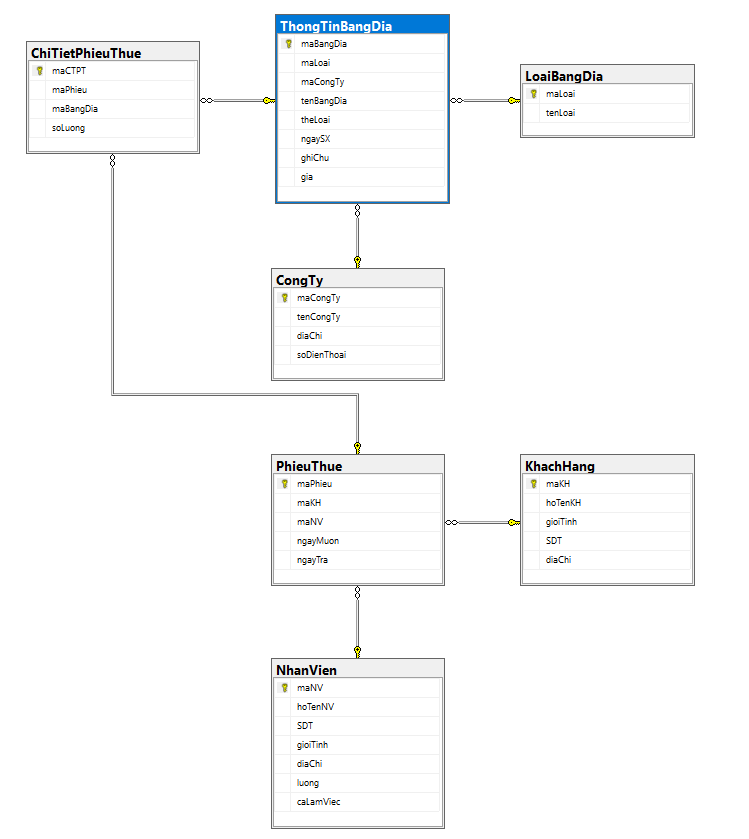 ThongTinBangDia
maBangDia
maLoai
maCongTy
tenBangDia
theLoai
ngaySX
ghiChu
gia
ChiTietPhieuThue
maCTPT
maPhieu
maBangDia
soLuong
LoaiBangDia
maLoai
tenLoai
CongTy
maCongTy
tenCongTy
diaChi
soDienThoai
PhieuThue
maPhieu
maKH
maNV
ngayMuon
ngayTra
KhachHang
maKH
hoTenKH
gioiTinh
SDT
diaChi
NhanVien
maNV
hoTenNV
SDT
gioiTinh
diaChi
luong
caLamViec